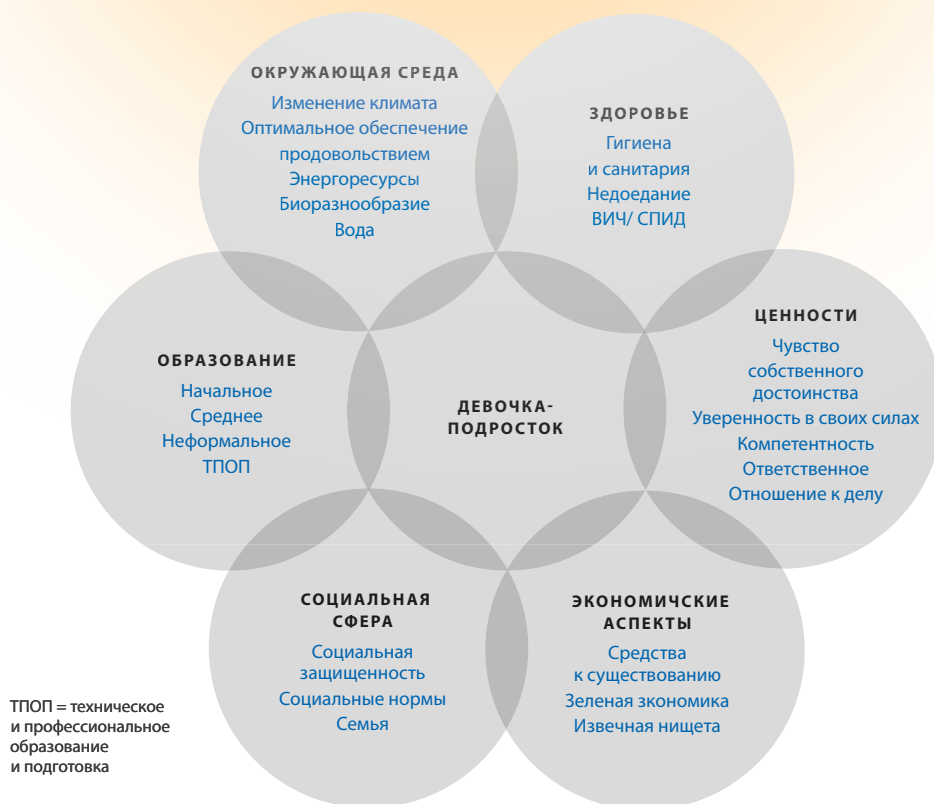 ОКРУЖАЮЩАЯ СРЕДА
Изменение климата
Оптимальное обеспечение
продовольствием
Энергоресурсы
Биоразнообразие
Вода
ЗДОРОВЬЕ
Гигиена
и санитария
Недоедание
ВИЧ/ СПИД
ОБРАЗОВАНИЕ
Начальное
Среднее
Неформальное
ТПОП
ДЕВОЧКА-
ПОДРОСТОК
ЦЕННОСТИ
Чувство
собственного
достоинства
Уверенность в своих силах
Компетентность
Ответственное
Отношение к делу
СОЦИАЛЬНАЯ
СФЕРА
Социальная
защищенность
Социальные нормы
Семья
ЭКОНОМИЧСКИЕ
АСПЕКТЫ
Средства
к существованию
Зеленая экономика
Извечная нищета
ТПОП = техническое
и профессиональное
образование
и подготовка